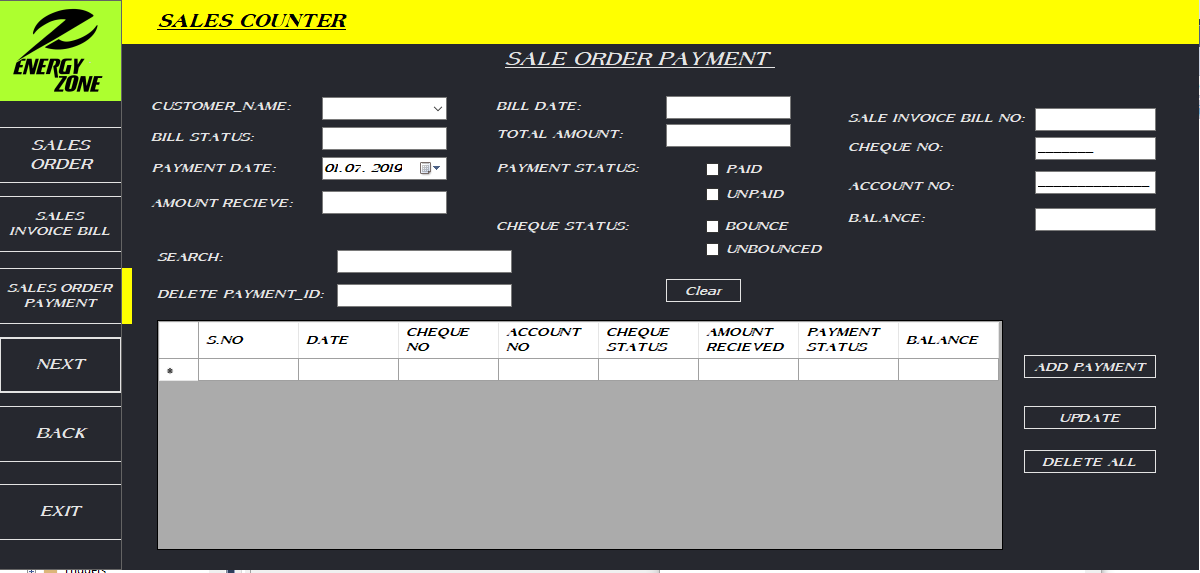 SALES COUNTER
ENERGY
ZONE
SALE ORDER PAYMENT
SALES
ORDER
SALES
INVOICE BILL
SALES ORDER
PAYMENT
NEXT
BACK
EXIT
CUSTOMER_NAME:
BILL STATUS:
PAYMENT DATE: 01. 07. 2019
AMOUNT RECIEVE:
BILL DATE:
TOTAL AMOUNT:
PAYMENT STATUS: PAID
UNPAID
CHEQUE STATUS: BOUNCE
UNBOUNCED
SALE INVOICE BILL NO:
CHEQUE NO: _______
ACCOUNT NO: ______________
BALANCE:
SEARCH:
DELETE PAYMENT_ID:
Clear
S.NO
DATE
CHEQUE
NO
ACCOUNT
NO
CHEQUE
STATUS
AMOUNT
RECIEVED
PAYMENT
STATUS
BALANCE
ADD PAYMENT
UPDATE
DELETE ALL